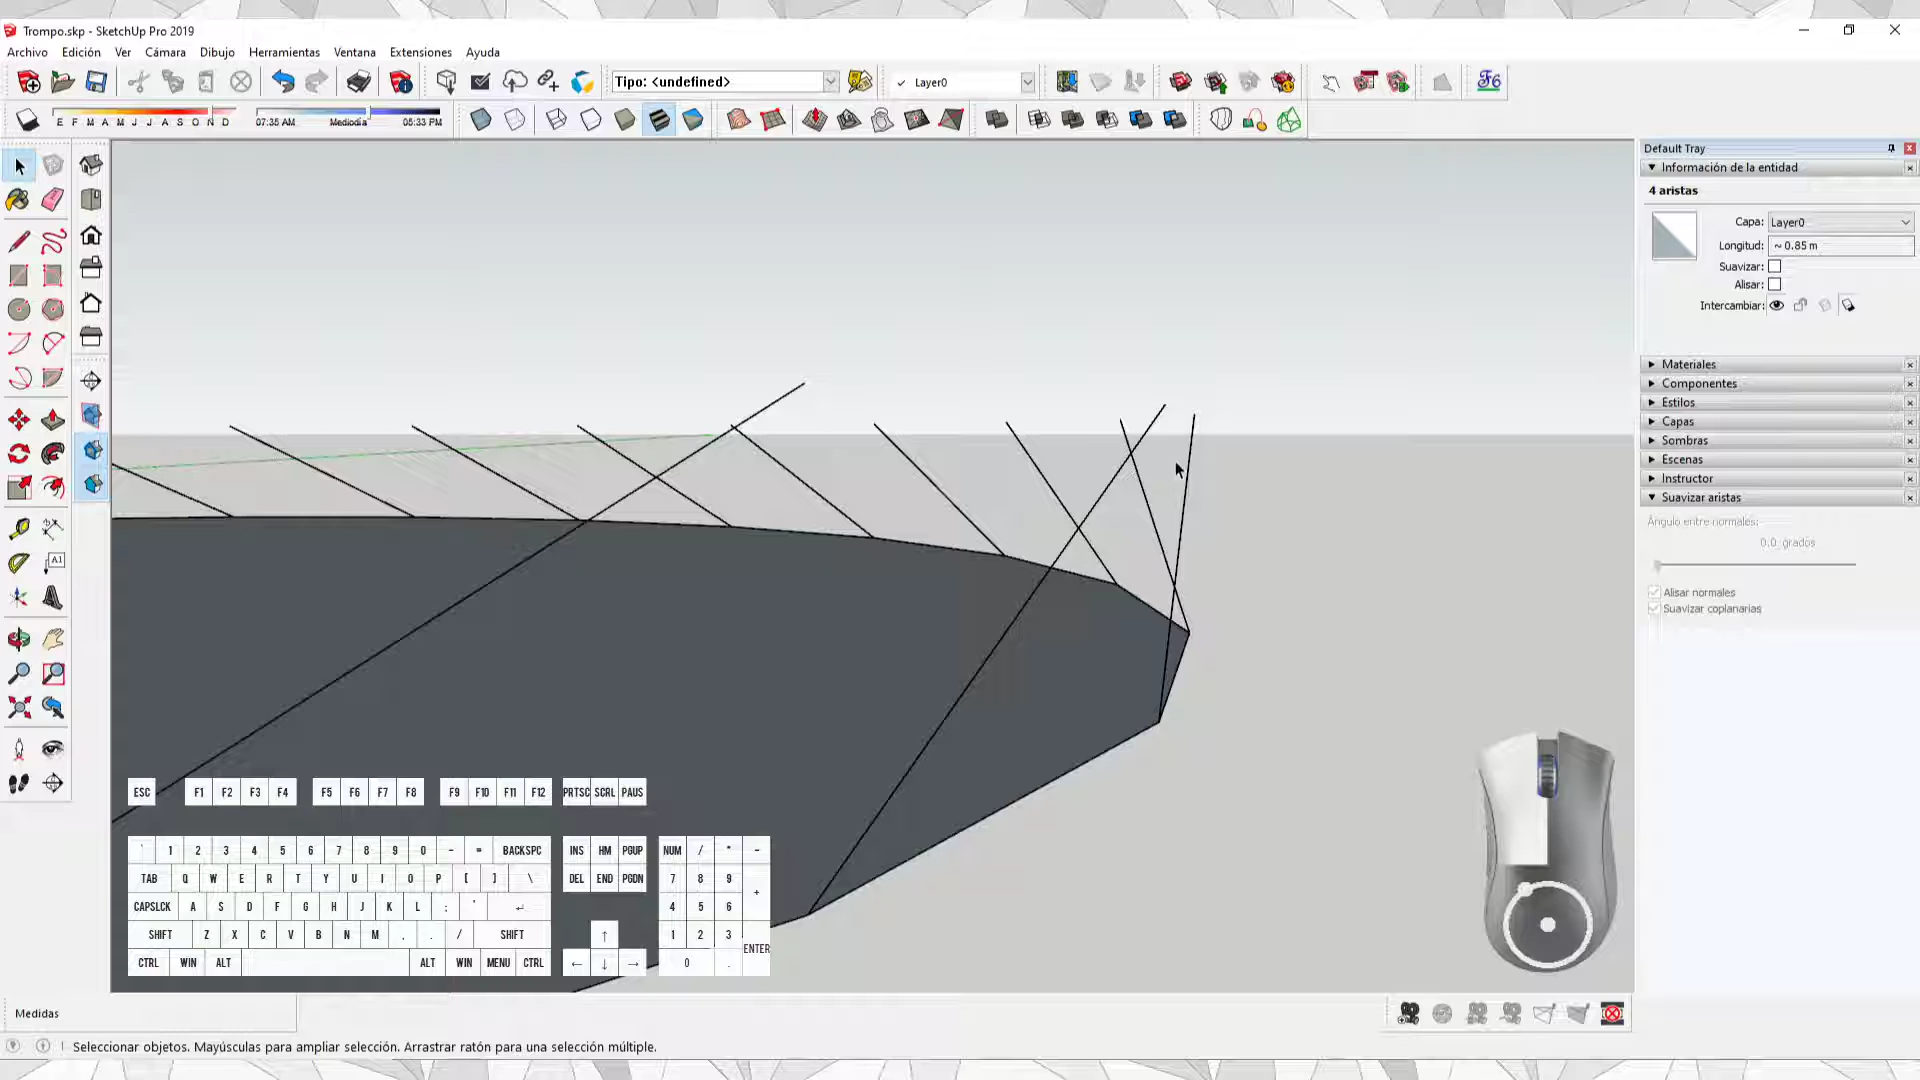 Trompo.skp - SketchUp Pro 2019
Archivo Edición Ver Cámara Dibujo Herramientas Ventana Extensiones Ayuda
Tipo: <undefined>
Layer0
E F M A M J J A S O N D
07:35 AM Mediodía 05:33 PM
Default Tray
Información de la entidad
4 aristas
Capa: Layer0
Longitud: ~ 0.85 m
Suavizar:
Alisar:
Intercambiar:
Materiales
Componentes
Estilos
Capas
Sombras
Escenas
Instructor
Suavizar aristas
Ángulo entre normales:
0,0 grados
Alisar normales
Suavizar coplanarias
ESC F1 F2 F3 F4 F5 F6 F7 F8 F9 F10 F11 F12 PRTSC SCRL PAUS
` 1 2 3 4 5 6 7 8 9 0 - = BACKSPC INS HM PGUP NUM / * -
TAB Q W E R T Y U I O P [ ] \ DEL END PGDN 7 8 9 +
CAPSLCK A S D F G H J K L ; ' ↵ 4 5 6
SHIFT Z X C V B N M , . / SHIFT ↑ 1 2 3 ENTER
CTRL WIN ALT ALT WIN MENU CTRL ← ↓ → 0 .
Medidas
Seleccionar objetos. Mayúsculas para ampliar selección. Arrastrar ratón para una selección múltiple.